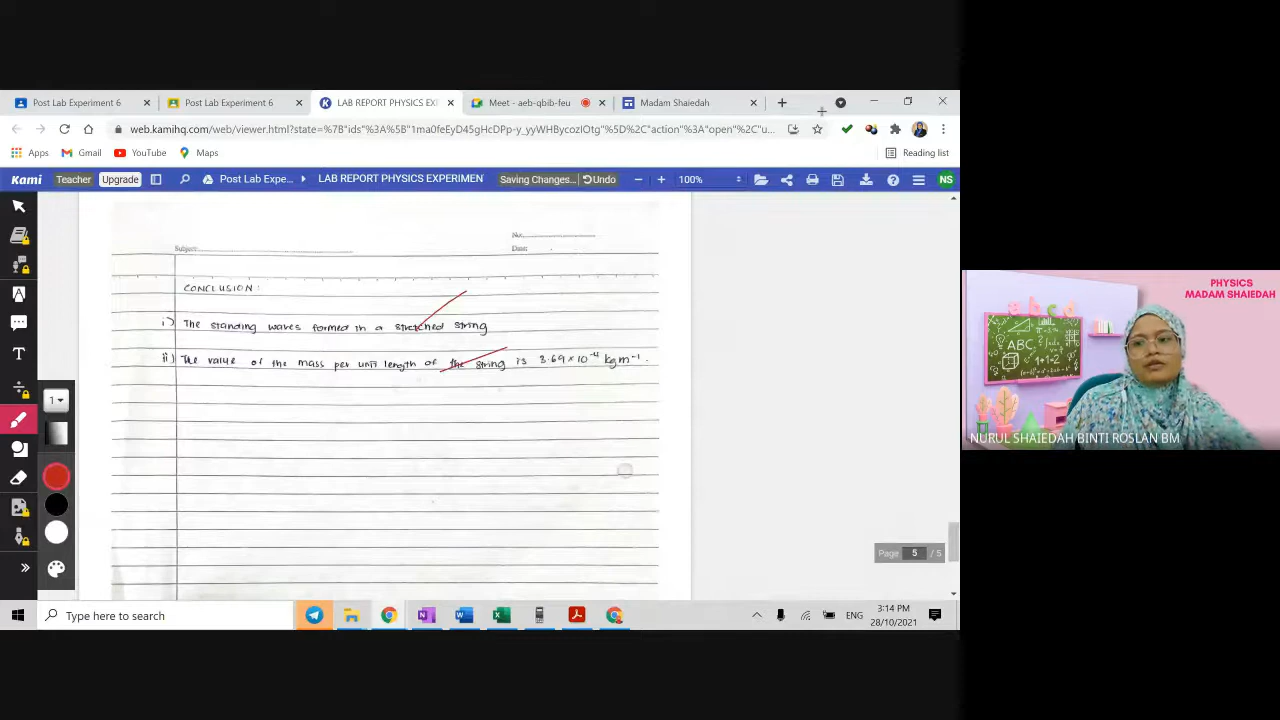 Post Lab Experiment 6
Post Lab Experiment 6
LAB REPORT PHYSICS EXI
Meet - aeb-qbib-feu
Madam Shaiedah
web.kamihq.com/web/viewer.html?state=%7B"ids"%3A%5B"1ma0feEyD45gHcDPp-y_yyWHBycozIOtg"%5D%2C"action"%3A"open"%2C"u...
Apps
Gmail
YouTube
Maps
Reading list
Kami
Teacher
Upgrade
Post Lab Expe...
LAB REPORT PHYSICS EXPERIMEN
Saving Changes...
Undo
100%
NS
No:
Subject:
Date:
CONCLUSION:
i) The standing waves formed in a stretched string
ii) The value of the mass per unit length of the string is 3.69 × 10⁻⁴ kg m⁻¹.
1
Page 5 / 5
PHYSICS
MADAM SHAIEDAH
a b c d
ABC
1+1=2
NURUL SHAIEDAH BINTI ROSLAN BM
Type here to search
ENG
3:14 PM
28/10/2021